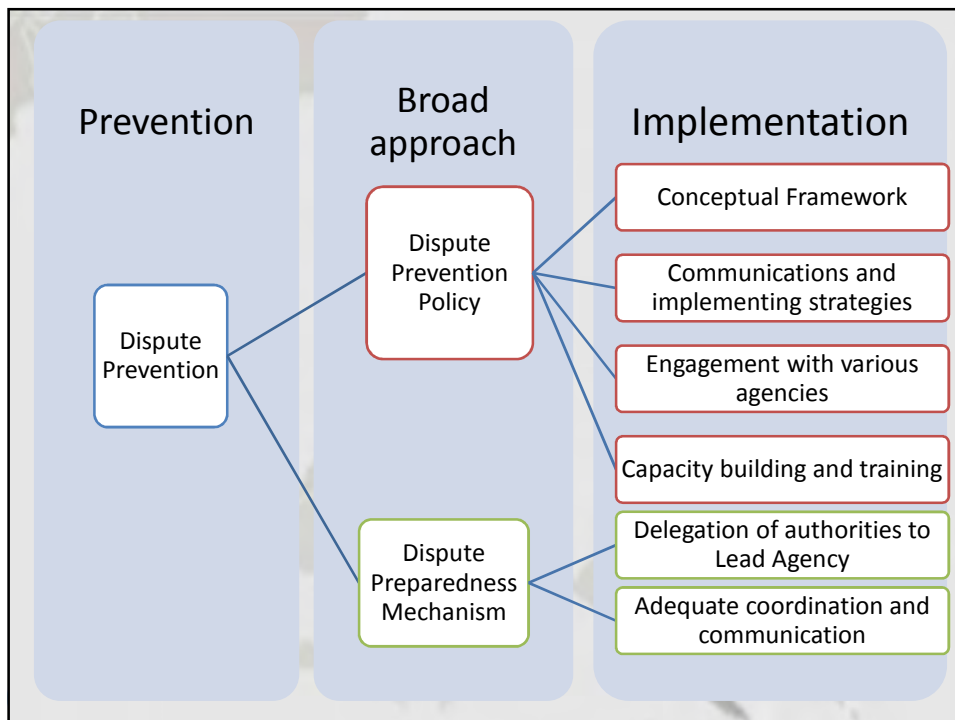 Prevention
Broad
approach
Implementation
Dispute
Prevention
Dispute
Prevention
Policy
Dispute
Preparedness
Mechanism
Conceptual Framework
Communications and
implementing strategies
Engagement with various
agencies
Capacity building and training
Delegation of authorities to
Lead Agency
Adequate coordination and
communication